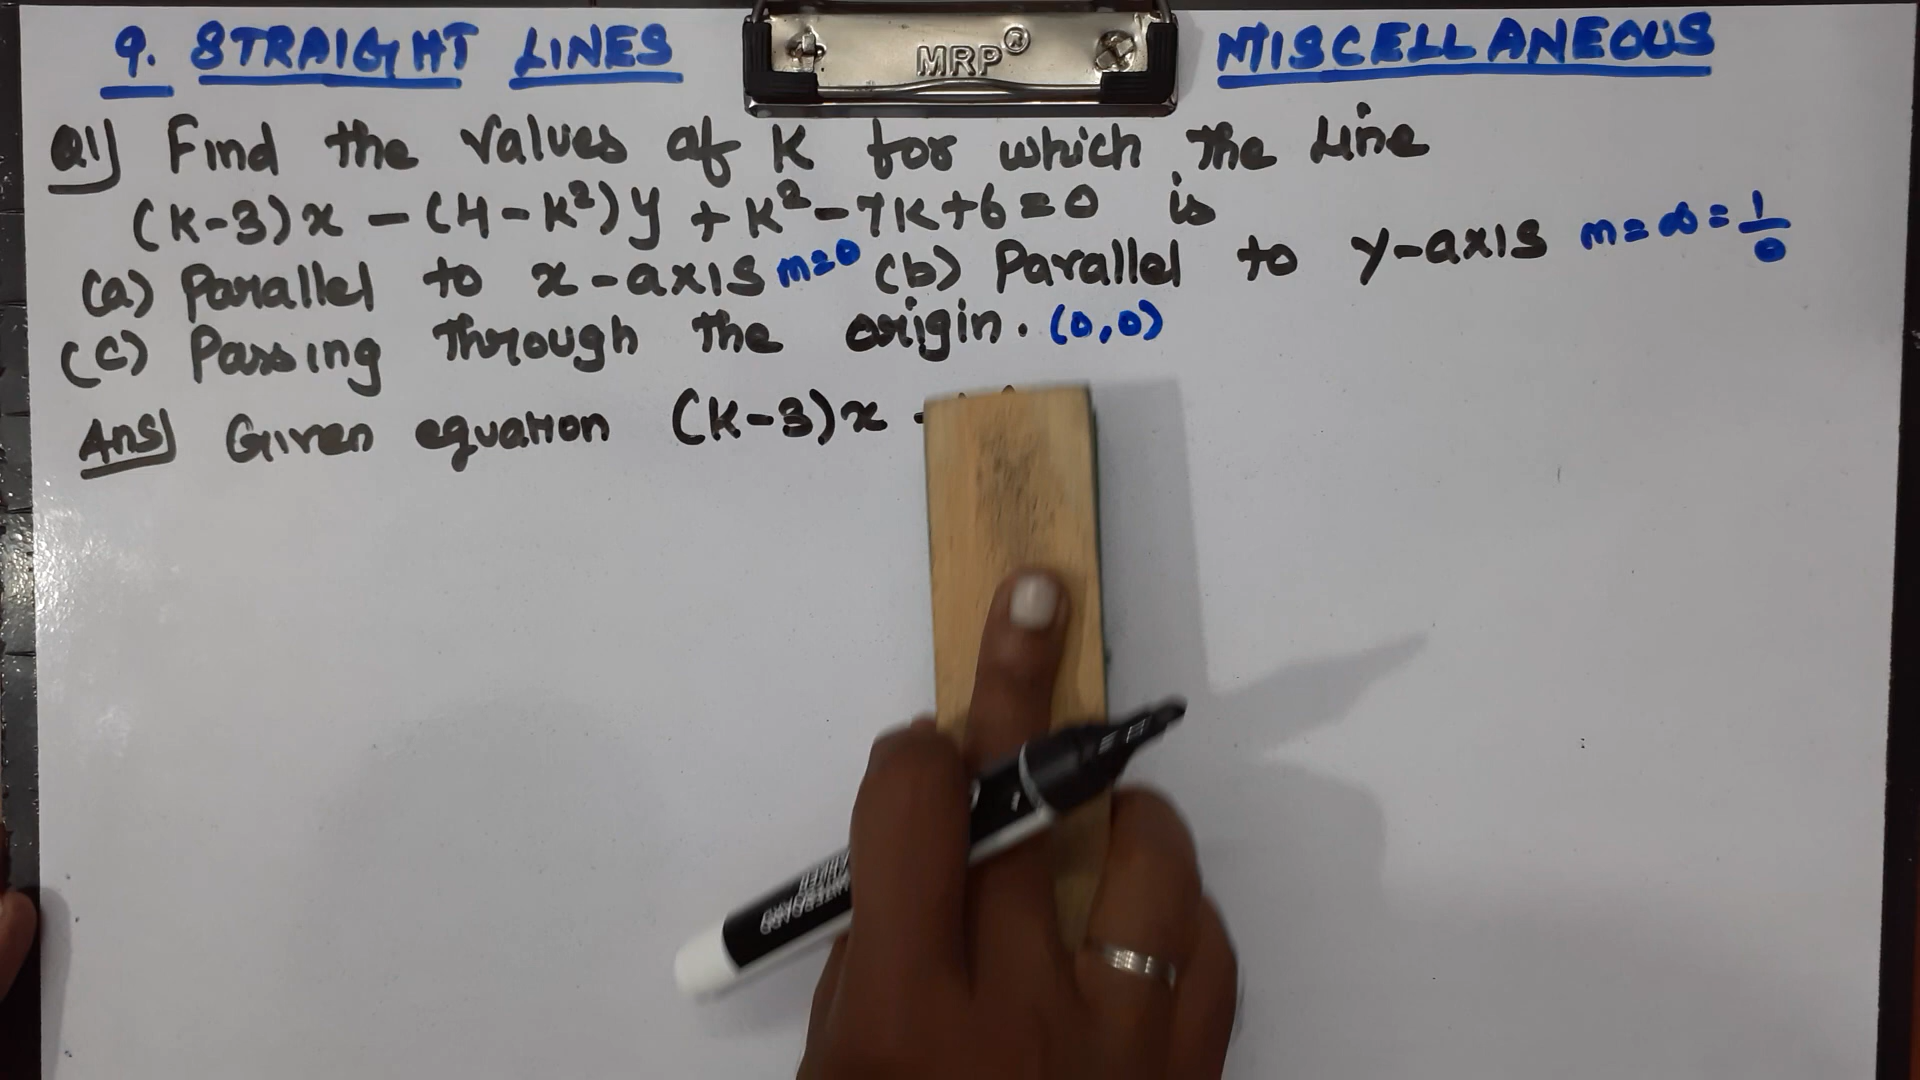 9. STRAIGHT LINES MISCELLANEOUS
MRP®
Q1) Find the values of K for which the line
(K-3)x - (4-K²)y + K²-7K+6=0 is
(a) Parallel to x-axis m=0 (b) Parallel to y-axis m=∞=1/0
(c) Passing through the origin. (0,0)
Ans) Given equation (K-3)x -